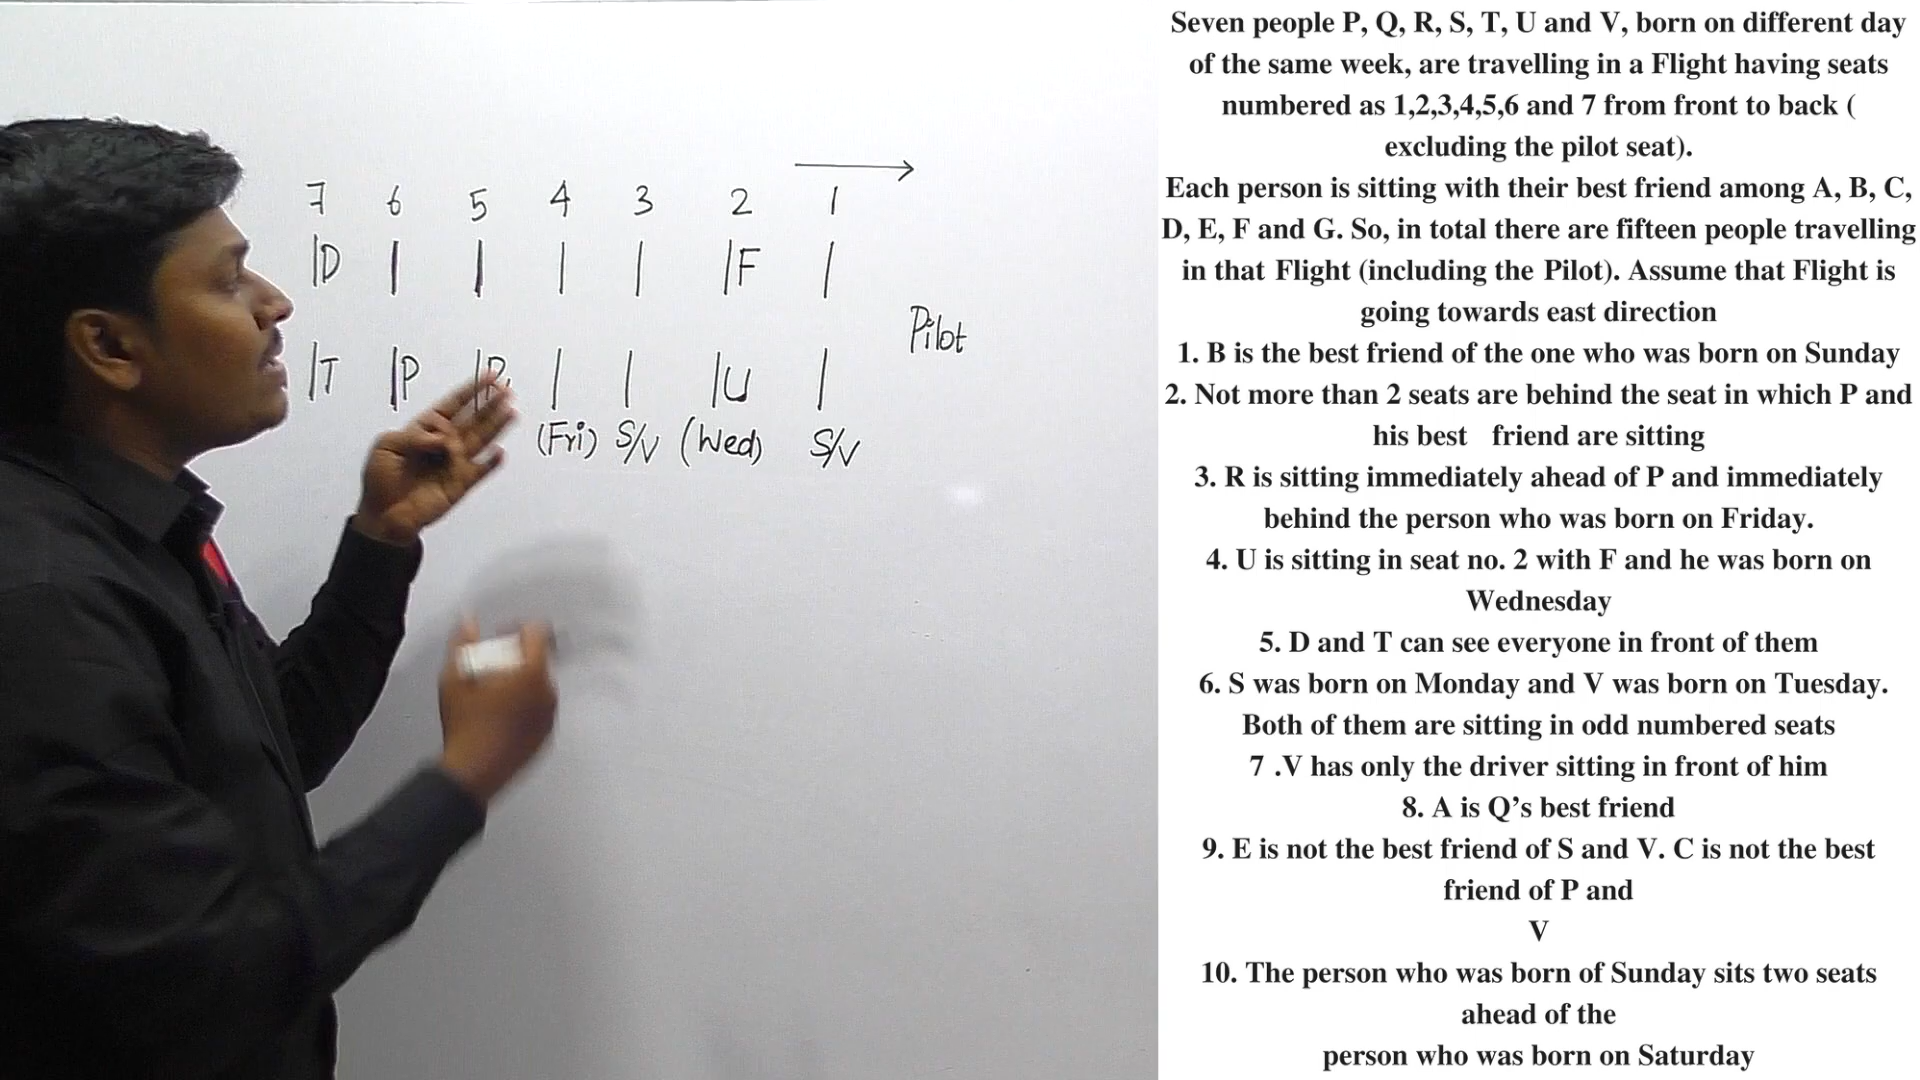 7 6 5 4 3 2 1
|D | | | | |F |
|T |P |R | | |U |
Pilot
(Fri) S/V (Wed) S/V
Seven people P, Q, R, S, T, U and V, born on different day
of the same week, are travelling in a Flight having seats
numbered as 1,2,3,4,5,6 and 7 from front to back (
excluding the pilot seat).
Each person is sitting with their best friend among A, B, C,
D, E, F and G. So, in total there are fifteen people travelling
in that Flight (including the Pilot). Assume that Flight is
going towards east direction
1. B is the best friend of the one who was born on Sunday
2. Not more than 2 seats are behind the seat in which P and
his best friend are sitting
3. R is sitting immediately ahead of P and immediately
behind the person who was born on Friday.
4. U is sitting in seat no. 2 with F and he was born on
Wednesday
5. D and T can see everyone in front of them
6. S was born on Monday and V was born on Tuesday.
Both of them are sitting in odd numbered seats
7 .V has only the driver sitting in front of him
8. A is Q’s best friend
9. E is not the best friend of S and V. C is not the best
friend of P and
V
10. The person who was born of Sunday sits two seats
ahead of the
person who was born on Saturday